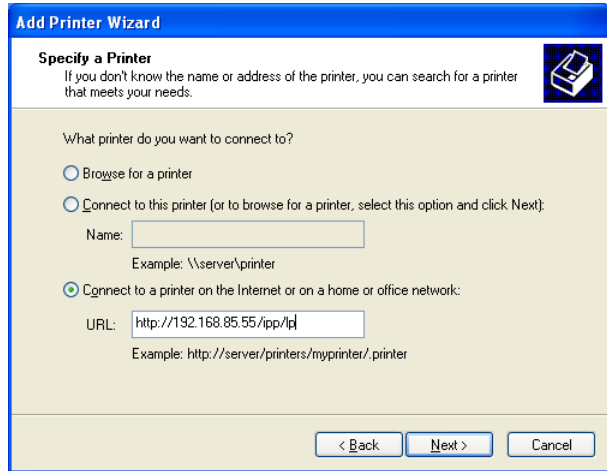 Add Printer Wizard
Specify a Printer
If you don't know the name or address of the printer, you can search for a printer
that meets your needs.
What printer do you want to connect to?
Browse for a printer
Connect to this printer (or to browse for a printer, select this option and click Next):
Name:
Example: \\server\printer
Connect to a printer on the Internet or on a home or office network:
URL: http://192.168.85.55/ipp/lp
Example: http://server/printers/myprinter/.printer
< Back Next > Cancel